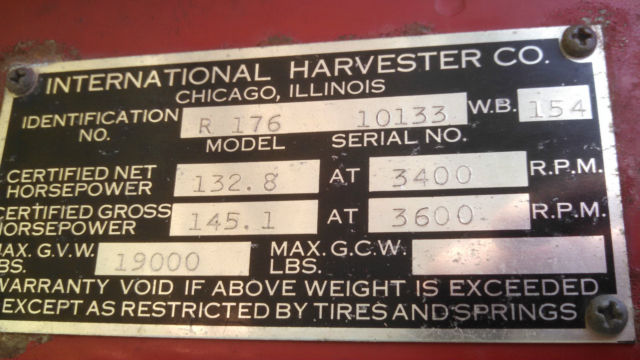 INTERNATIONAL HARVESTER CO.
CHICAGO, ILLINOIS
IDENTIFICATION NO. R 176 10133 W.B. 154
MODEL SERIAL NO.
CERTIFIED NET HORSEPOWER 132.8 AT 3400 R.P.M.
CERTIFIED GROSS HORSEPOWER 145.1 AT 3600 R.P.M.
MAX. G.V.W. LBS. 19000 MAX. G.C.W. LBS.
WARRANTY VOID IF ABOVE WEIGHT IS EXCEEDED
EXCEPT AS RESTRICTED BY TIRES AND SPRINGS